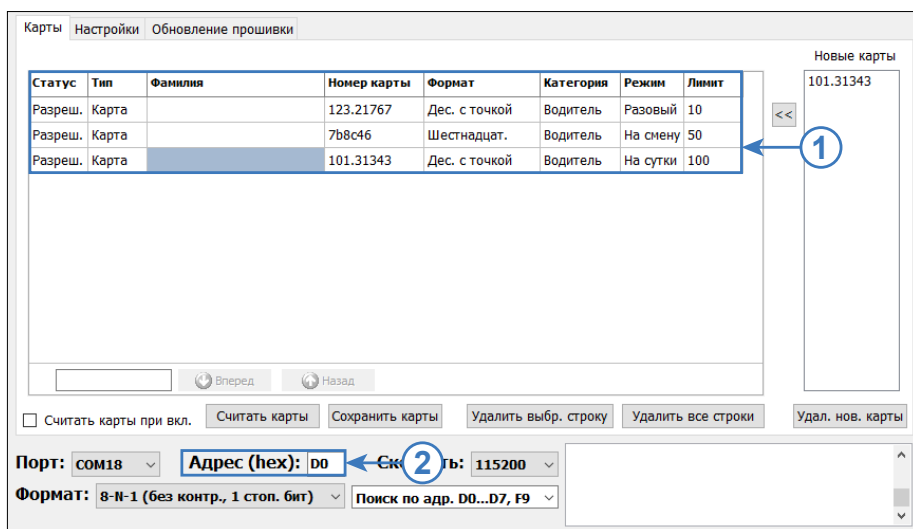 Карты Настройки Обновление прошивки
Новые карты
Статус Тип Фамилия Номер карты Формат Категория Режим Лимит
101.31343
Разреш. Карта 123.21767 Дес. с точкой Водитель Разовый 10
<<
Разреш. Карта 7b8c46 Шестнадцат. Водитель На смену 50
1
Разреш. Карта 101.31343 Дес. с точкой Водитель На сутки 100
Вперед Назад
Считать карты при вкл. Считать карты Сохранить карты Удалить выбр. строку Удалить все строки Удал. нов. карты
Порт: COM18 Адрес (hex): D0 2 ть: 115200
Формат: 8-N-1 (без контр., 1 стоп. бит) Поиск по адр. D0...D7, F9